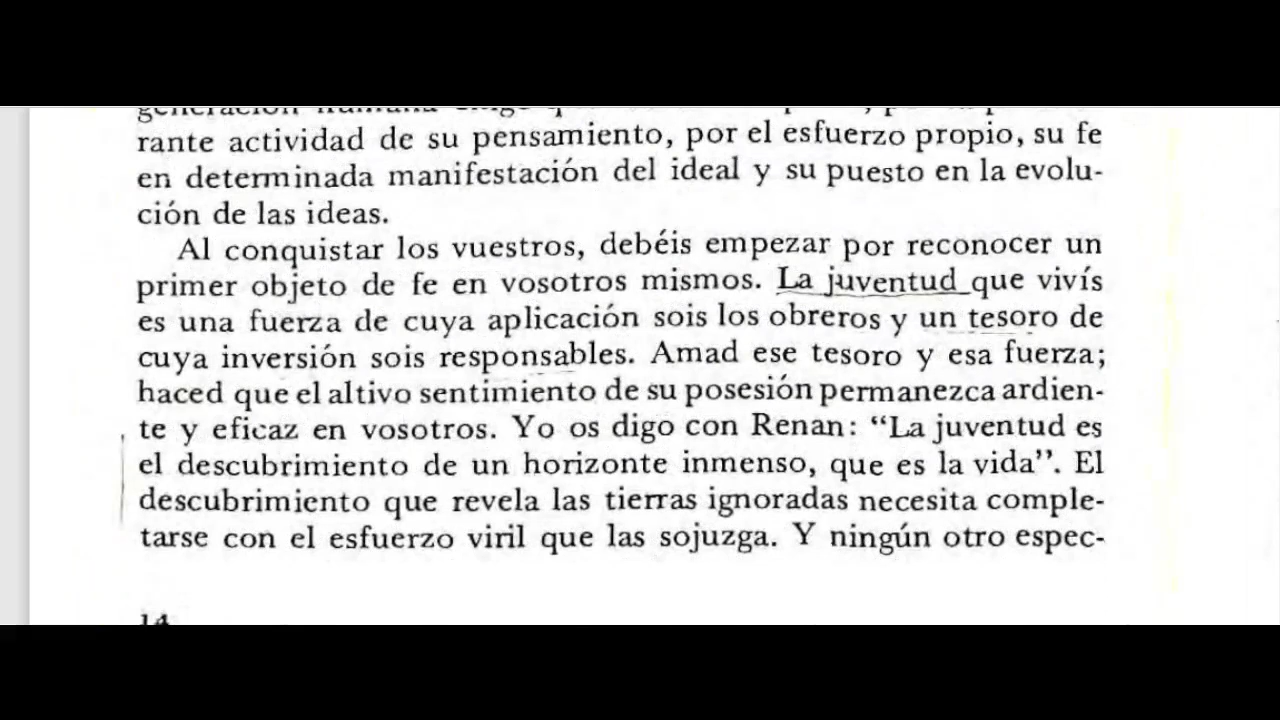 rante actividad de su pensamiento, por el esfuerzo propio, su fe
en determinada manifestación del ideal y su puesto en la evolu-
ción de las ideas.
Al conquistar los vuestros, debéis empezar por reconocer un
primer objeto de fe en vosotros mismos. La juventud que vivís
es una fuerza de cuya aplicación sois los obreros y un tesoro de
cuya inversión sois responsables. Amad ese tesoro y esa fuerza;
haced que el altivo sentimiento de su posesión permanezca ardien-
te y eficaz en vosotros. Yo os digo con Renan: “La juventud es
el descubrimiento de un horizonte inmenso, que es la vida”. El
descubrimiento que revela las tierras ignoradas necesita comple-
tarse con el esfuerzo viril que las sojuzga. Y ningún otro espec-
14